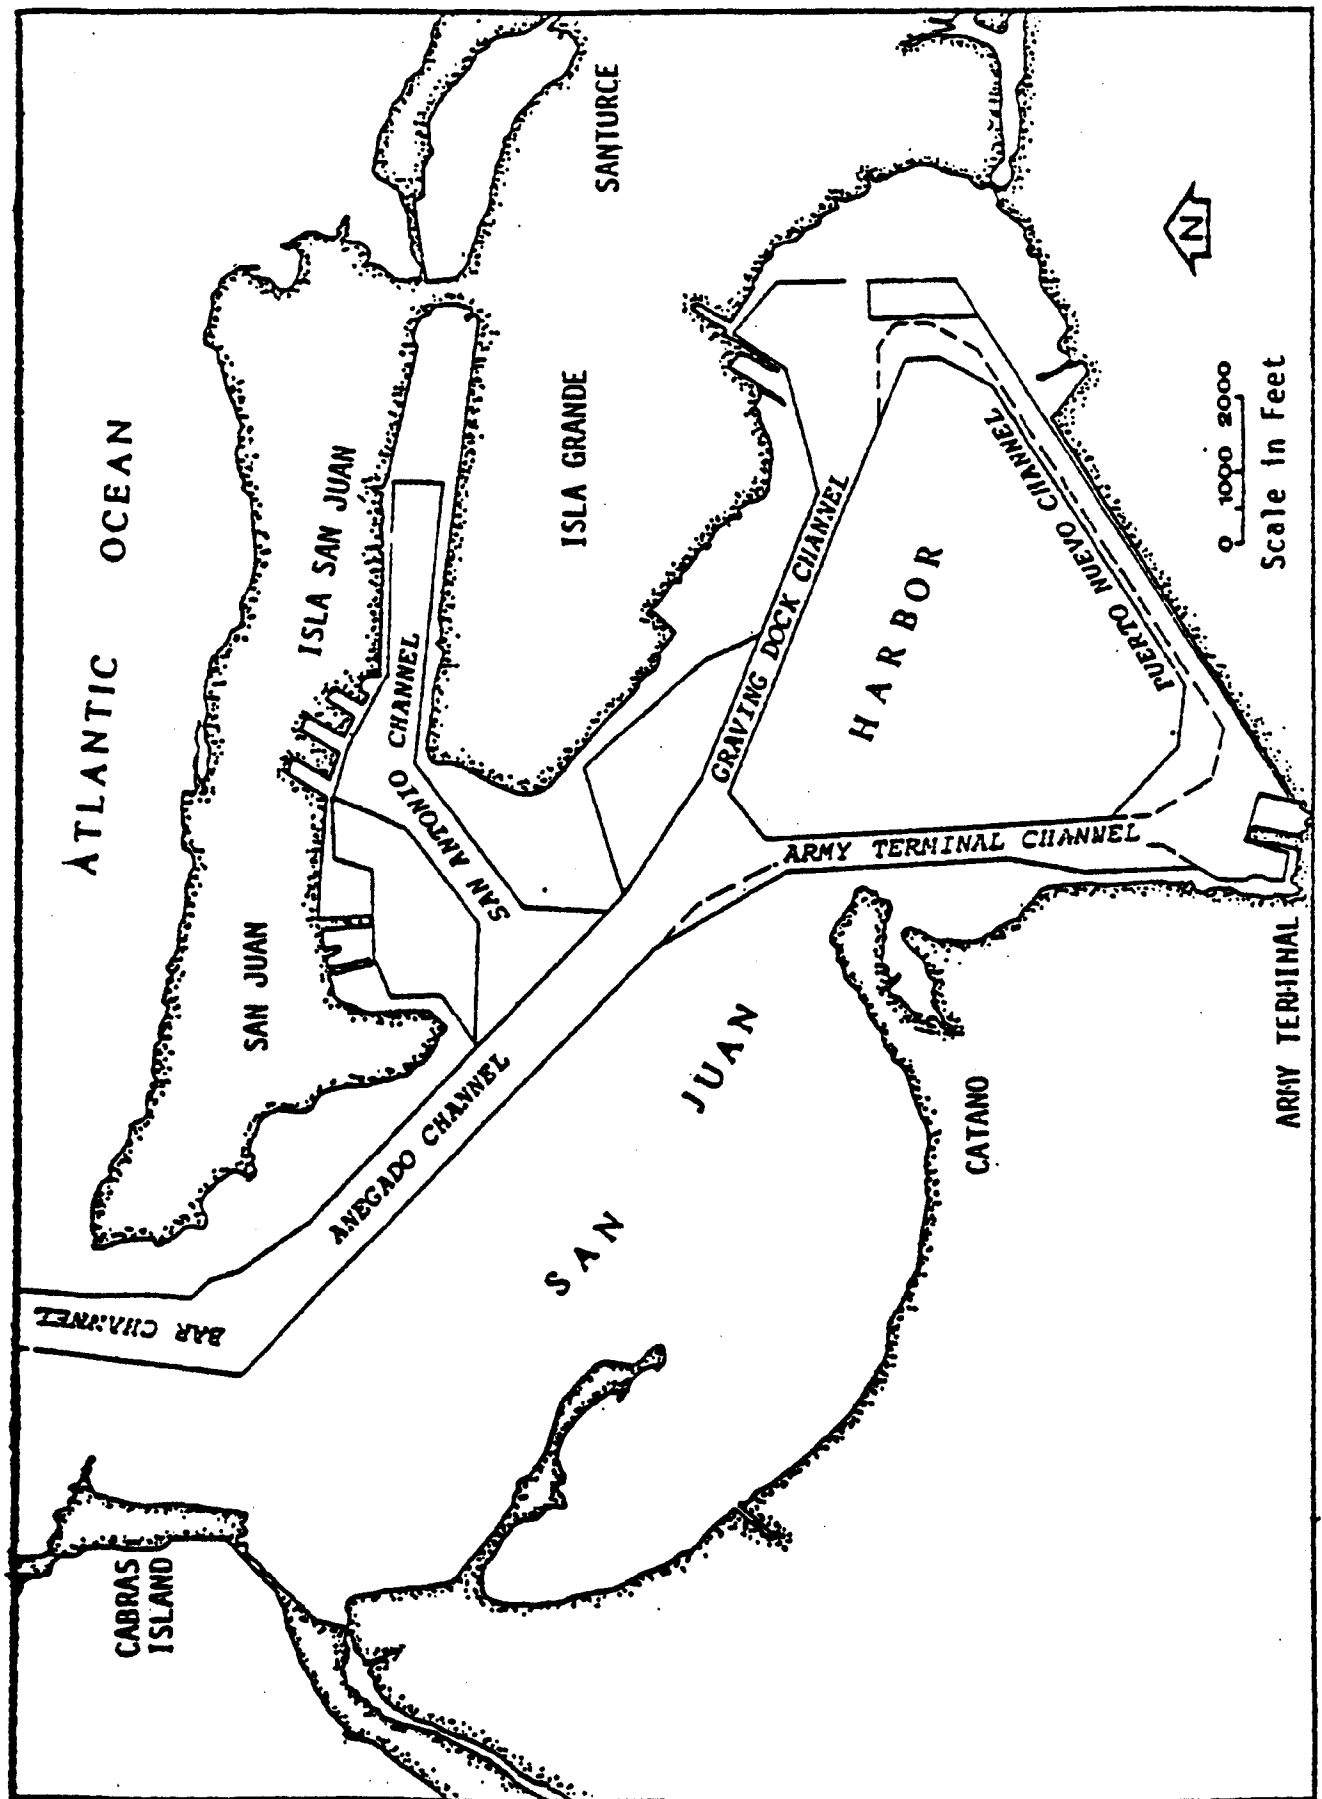 ATLANTIC OCEAN
SANTURCE
ISLA SAN JUAN
ISLA GRANDE
SAN JUAN
CABRAS
ISLAND
BAR CHANNEL
ANEGADO CHANNEL
SAN ANTONIO CHANNEL
GRAVING DOCK CHANNEL
PUERTO NUEVO CHANNEL
ARMY TERMINAL CHANNEL
SAN JUAN HARBOR
CATANO
ARMY TERMINAL
N
0 1000 2000
Scale in Feet